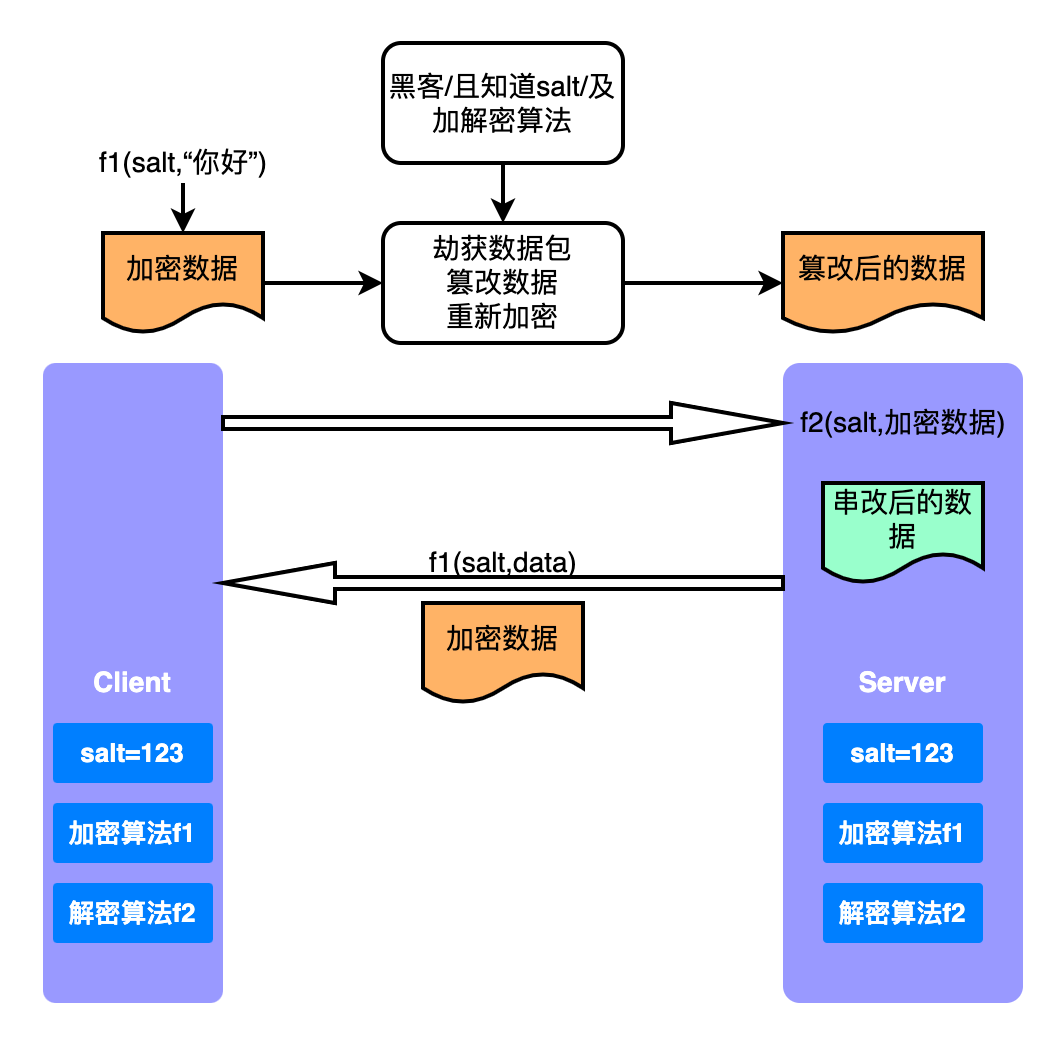 黑客/且知道salt/及
加解密算法
f1(salt,“你好”)
加密数据
劫获数据包
篡改数据
重新加密
篡改后的数据
f2(salt,加密数据)
串改后的数
据
f1(salt,data)
加密数据
Client
Server
salt=123
salt=123
加密算法f1
加密算法f1
解密算法f2
解密算法f2